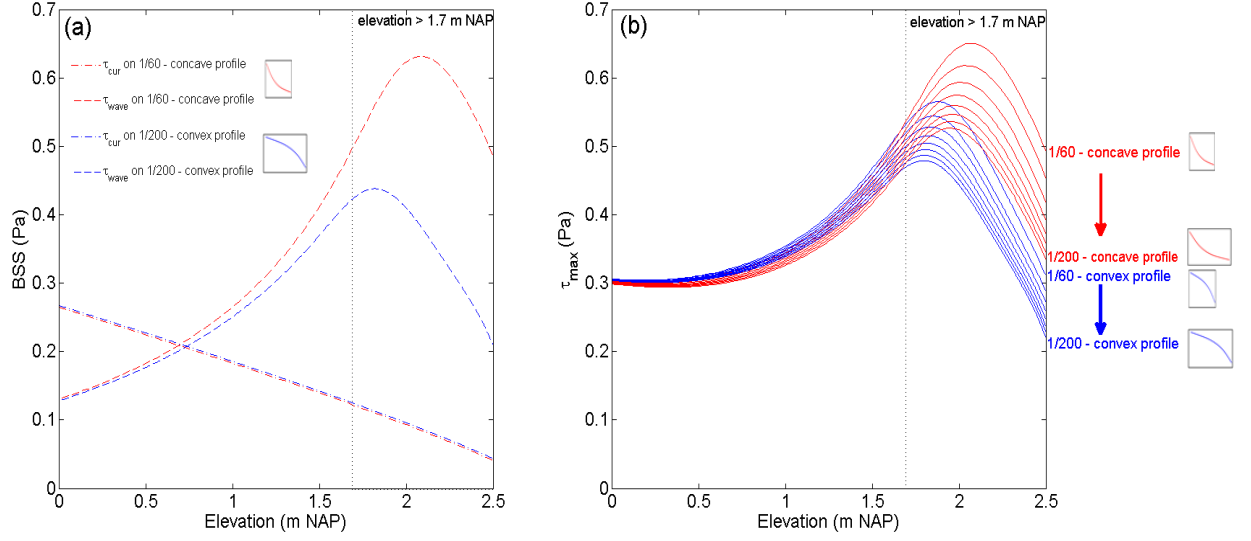 (a)
elevation > 1.7 m NAP
τcur on 1/60 - concave profile
τwave on 1/60 - concave profile
τcur on 1/200 - convex profile
τwave on 1/200 - convex profile
BSS (Pa)
0.7
0.6
0.5
0.4
0.3
0.2
0.1
0
0 0.5 1 1.5 2 2.5
Elevation (m NAP)
(b)
elevation > 1.7 m NAP
τmax (Pa)
0.7
0.6
0.5
0.4
0.3
0.2
0.1
0
0 0.5 1 1.5 2 2.5
Elevation (m NAP)
1/60 - concave profile
1/200 - concave profile
1/60 - convex profile
1/200 - convex profile